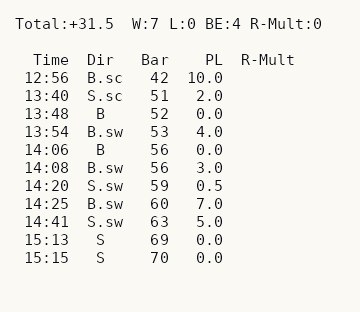 Total:+31.5 W:7 L:0 BE:4 R-Mult:0
Time Dir Bar PL R-Mult
12:56 B.sc 42 10.0
13:40 S.sc 51 2.0
13:48 B 52 0.0
13:54 B.sw 53 4.0
14:06 B 56 0.0
14:08 B.sw 56 3.0
14:20 S.sw 59 0.5
14:25 B.sw 60 7.0
14:41 S.sw 63 5.0
15:13 S 69 0.0
15:15 S 70 0.0